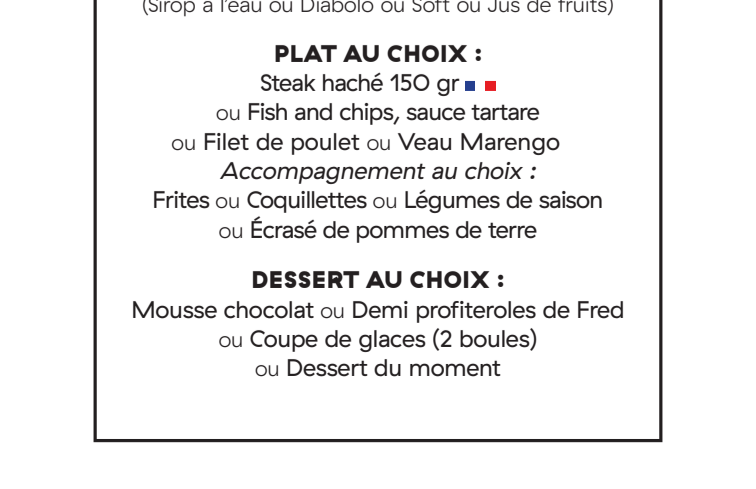 (Sirop à l'eau ou Diabolo ou Soft ou Jus de fruits)
PLAT AU CHOIX :
Steak haché 150 gr
ou Fish and chips, sauce tartare
ou Filet de poulet ou Veau Marengo
Accompagnement au choix :
Frites ou Coquillettes ou Légumes de saison
ou Écrasé de pommes de terre
DESSERT AU CHOIX :
Mousse chocolat ou Demi profiteroles de Fred
ou Coupe de glaces (2 boules)
ou Dessert du moment